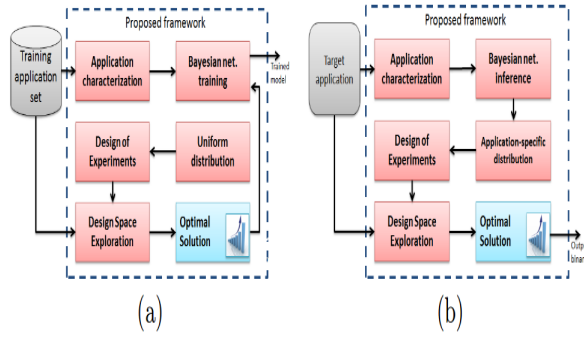 Proposed framework
Training
application
set
Application
characterization
Bayesian net.
training
Trained
model
Design of
Experiments
Uniform
distribution
Design Space
Exploration
Optimal
Solution
(a)
Proposed framework
Target
application
Application
characterization
Bayesian net.
inference
Design of
Experiments
Application-specific
distribution
Design Space
Exploration
Optimal
Solution
Outp
binar
(b)